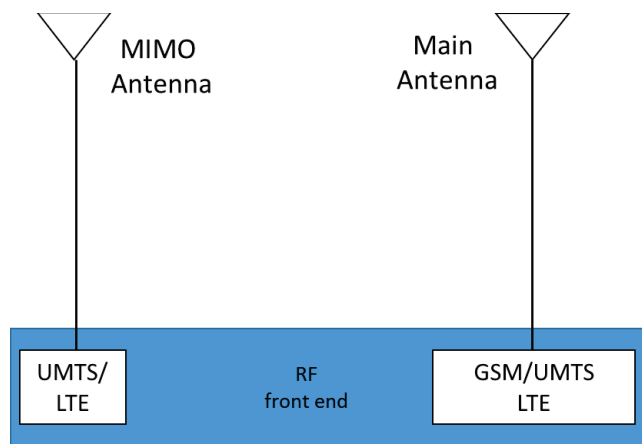 MIMO
Antenna
Main
Antenna
UMTS/
LTE
RF
front end
GSM/UMTS
LTE